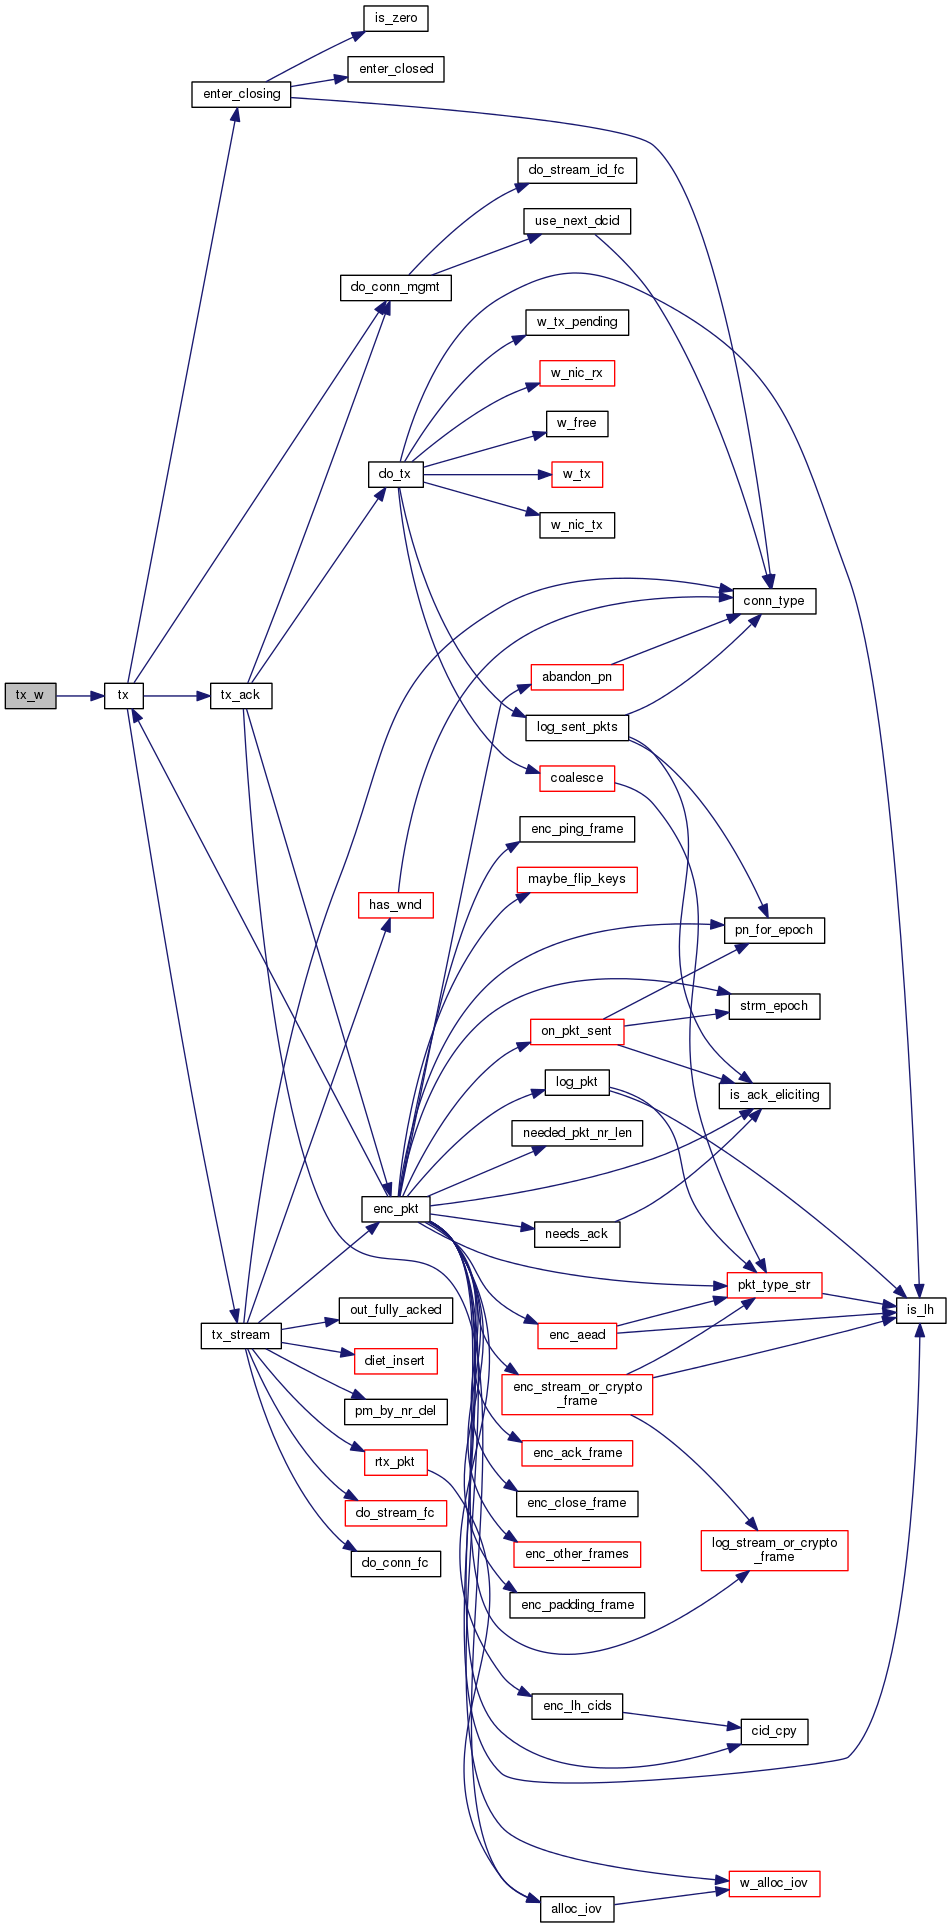 is_zero
enter_closed
enter_closing
do_stream_id_fc
use_next_dcid
do_conn_mgmt
w_tx_pending
w_nic_rx
w_free
do_tx
w_tx
w_nic_tx
conn_type
abandon_pn
tx_w
tx
tx_ack
log_sent_pkts
coalesce
enc_ping_frame
maybe_flip_keys
has_wnd
pn_for_epoch
strm_epoch
on_pkt_sent
log_pkt
is_ack_eliciting
needed_pkt_nr_len
enc_pkt
needs_ack
pkt_type_str
out_fully_acked
is_lh
tx_stream
enc_aead
diet_insert
enc_stream_or_crypto
_frame
pm_by_nr_del
enc_ack_frame
rtx_pkt
enc_close_frame
do_stream_fc
log_stream_or_crypto
_frame
enc_other_frames
do_conn_fc
enc_padding_frame
enc_lh_cids
cid_cpy
w_alloc_iov
alloc_iov